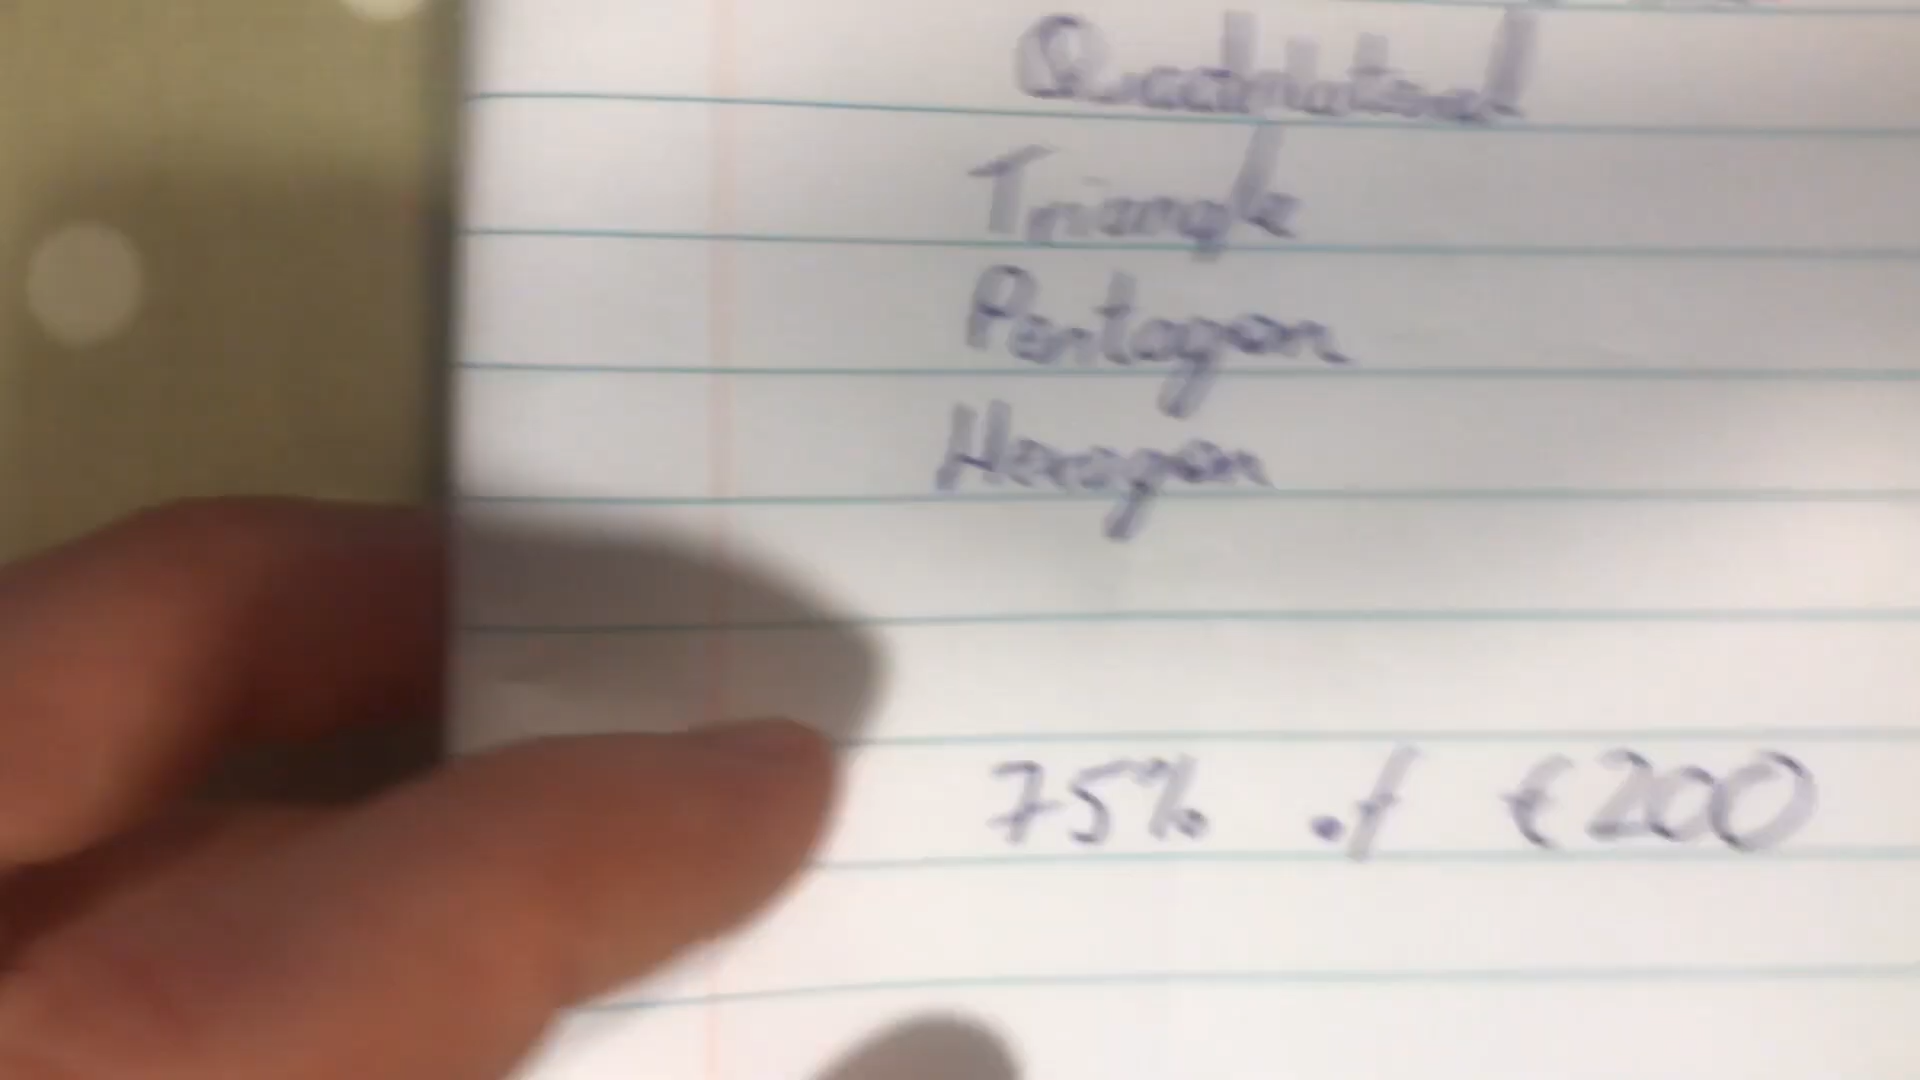 Quadrilateral
Triangle
Pentagon
Hexagon
75% of €200